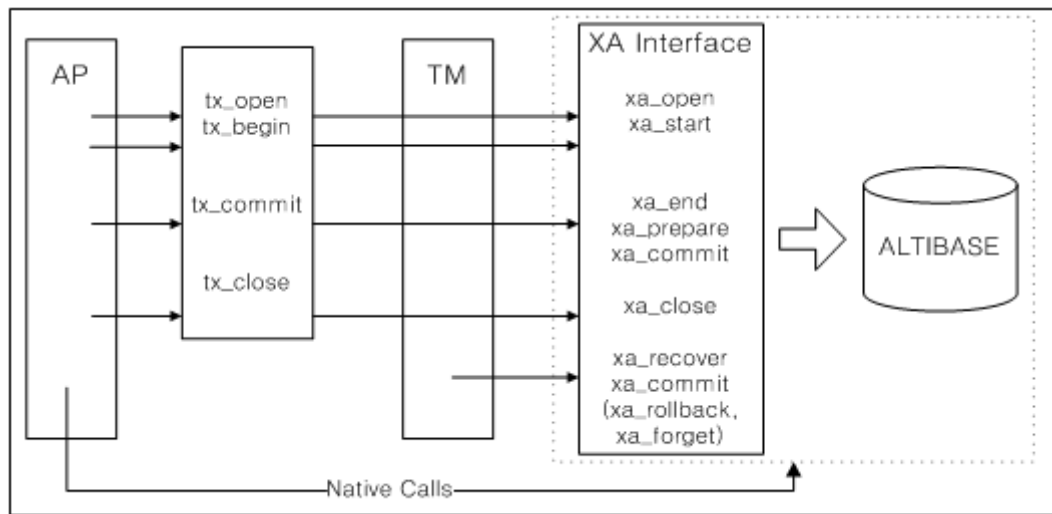 AP
tx_open
tx_begin
tx_commit
tx_close
TM
XA Interface
xa_open
xa_start
xa_end
xa_prepare
xa_commit
xa_close
xa_recover
xa_commit
(xa_rollback,
xa_forget)
ALTIBASE
Native Calls